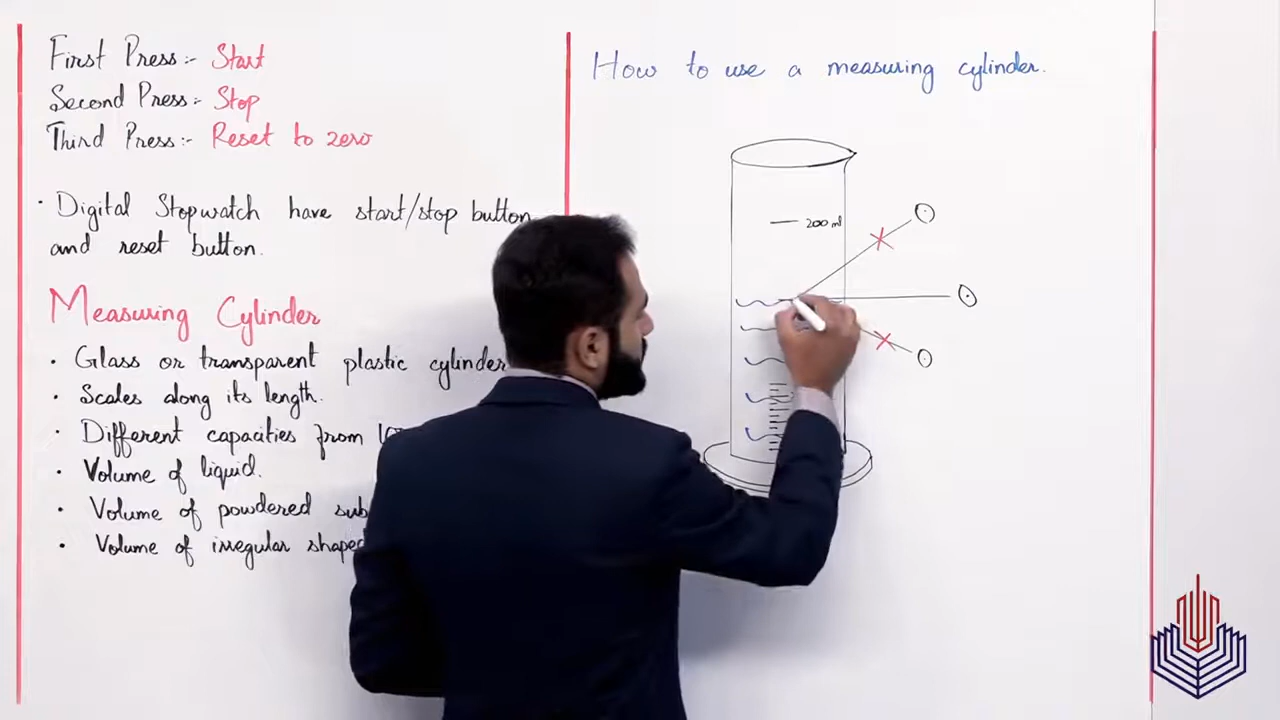 First Press :- Start
Second Press :- Stop
Third Press :- Reset to zero
· Digital Stopwatch have start/stop button
and reset button.
Measuring Cylinder
· Glass or transparent plastic cylinder
· Scales along its length.
· Different capacities from
· Volume of liquid.
· Volume of powdered
· Volume of irregular shaped
How to use a measuring cylinder.
200 ml